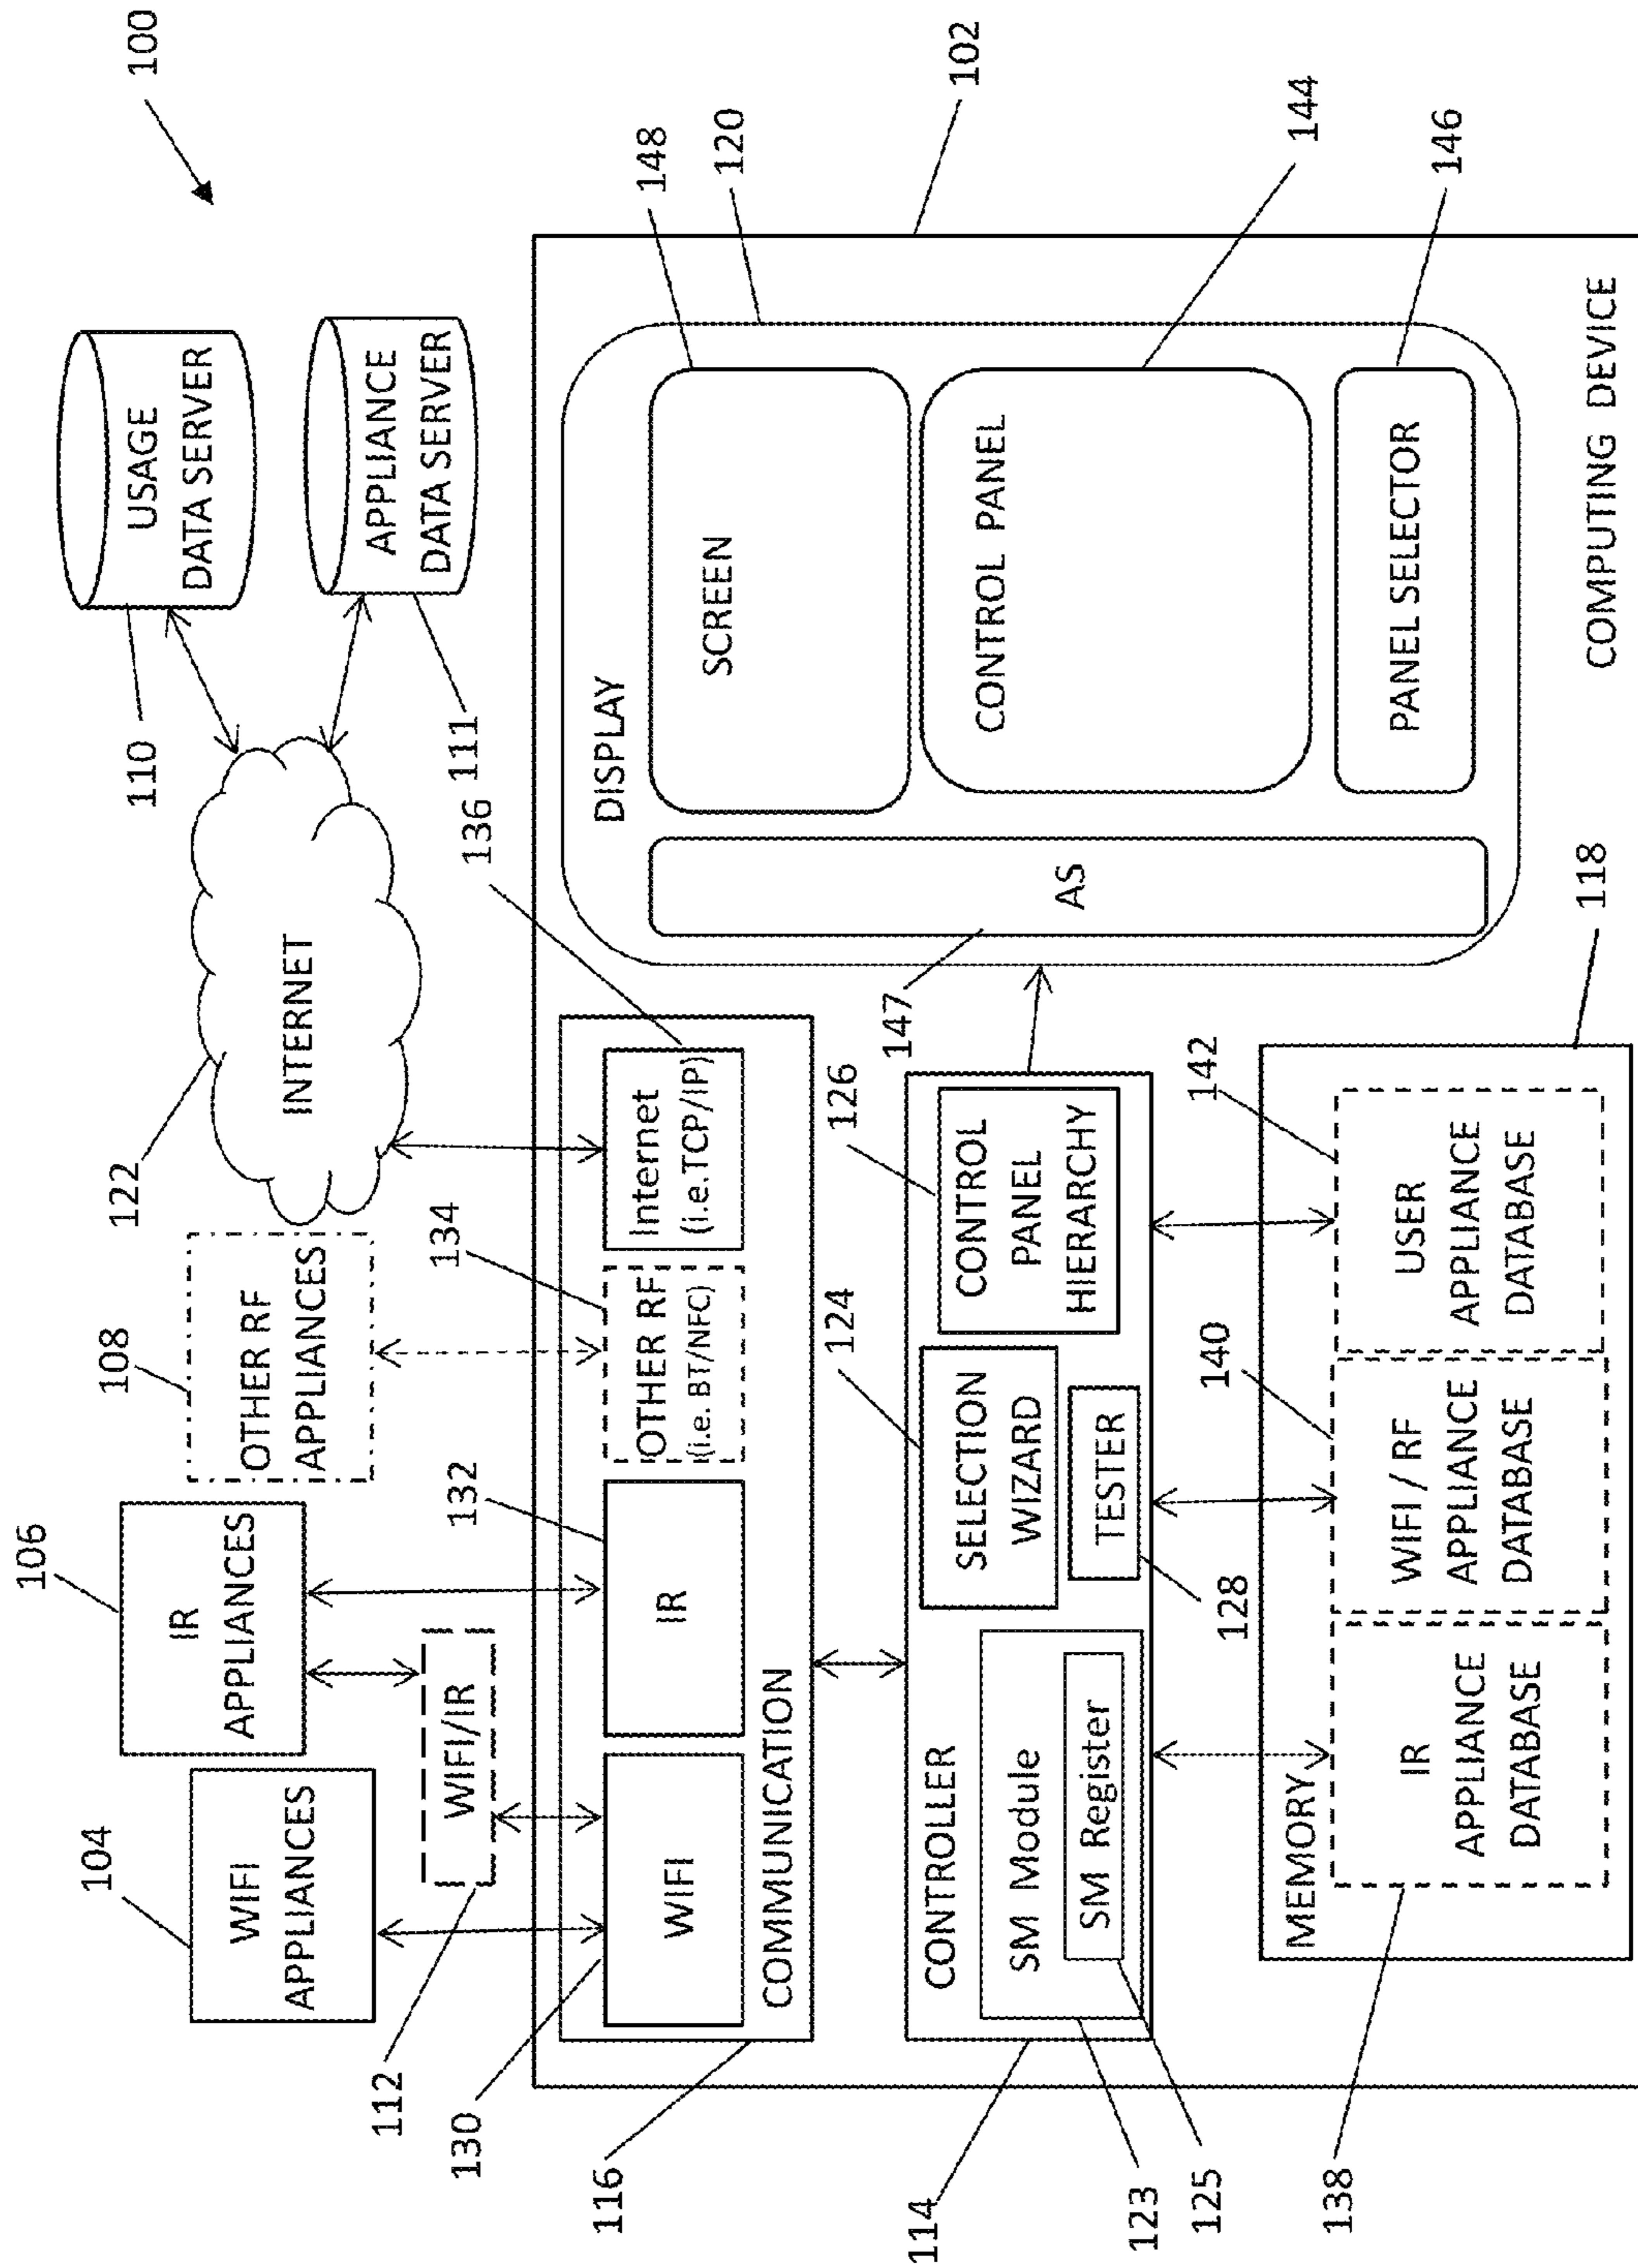 100
104
WIFI
APPLIANCES
106
IR
APPLIANCES
108
OTHER RF
APPLIANCES
122
INTERNET
110
USAGE
DATA SERVER
111
APPLIANCE
DATA SERVER
112
WIFI/IR
130
WIFI
132
IR
134
OTHER RF
(i.e. BT/NFC)
136
Internet
(i.e.TCP/IP)
116
COMMUNICATION
114
CONTROLLER
123
SM Module
125
SM Register
124
SELECTION
WIZARD
128
TESTER
126
CONTROL
PANEL
HIERARCHY
118
MEMORY
138
IR
APPLIANCE
DATABASE
140
WIFI / RF
APPLIANCE
DATABASE
142
USER
APPLIANCE
DATABASE
120
DISPLAY
147
AS
148
SCREEN
144
CONTROL PANEL
146
PANEL SELECTOR
102
COMPUTING DEVICE